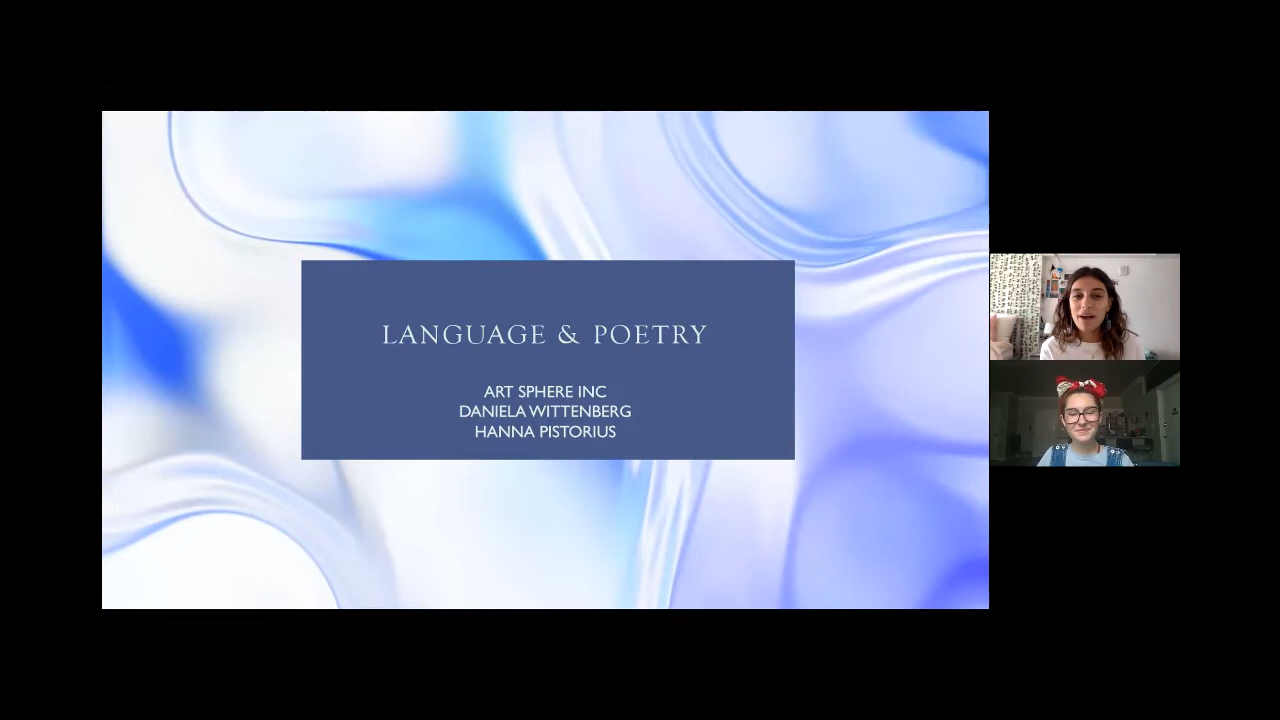 LANGUAGE & POETRY
ART SPHERE INC
DANIELA WITTENBERG
HANNA PISTORIUS